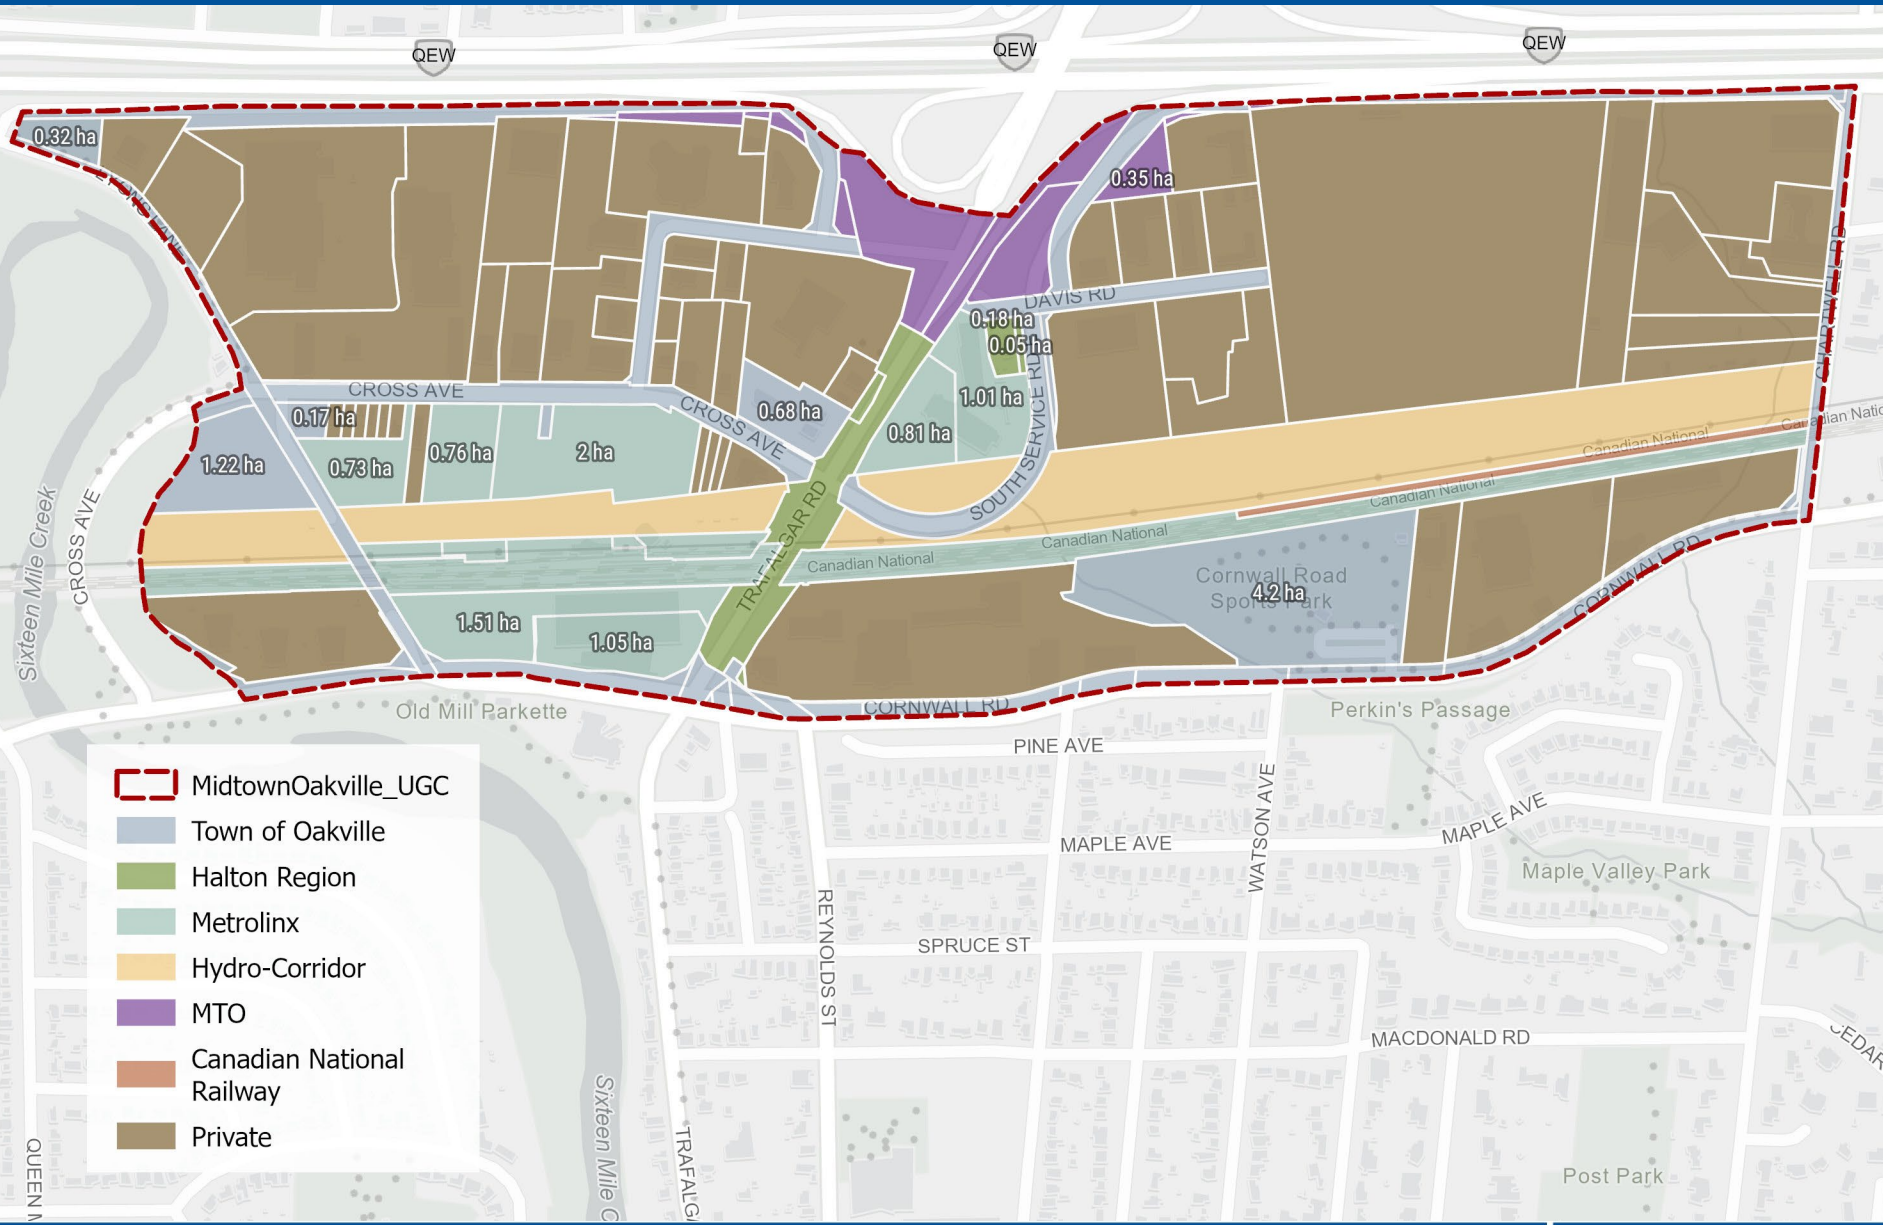 QEW
QEW
QEW
0.32 ha
LYONS LANE
0.35 ha
DAVIS RD
0.18 ha
0.05 ha
CHARTWELL RD
CROSS AVE
CROSS AVE
0.17 ha
0.68 ha
1.01 ha
SOUTH SERVICE RD
0.81 ha
1.22 ha
0.73 ha
0.76 ha
2 ha
Canadian National
Canadian National
Canadian National
Canadian National
Canadian National
TRAFALGAR RD
CROSS AVE
Sixteen Mile Creek
Cornwall Road
Sports Park
4.2 ha
CORNWALL RD
1.51 ha
1.05 ha
CORNWALL RD
Old Mill Parkette
Perkin's Passage
PINE AVE
WATSON AVE
MAPLE AVE
MAPLE AVE
Maple Valley Park
REYNOLDS ST
SPRUCE ST
MACDONALD RD
CEDAR
Post Park
Sixteen Mile C
TRAFALGA
QUEEN M
MidtownOakville_UGC
Town of Oakville
Halton Region
Metrolinx
Hydro-Corridor
MTO
Canadian National
Railway
Private